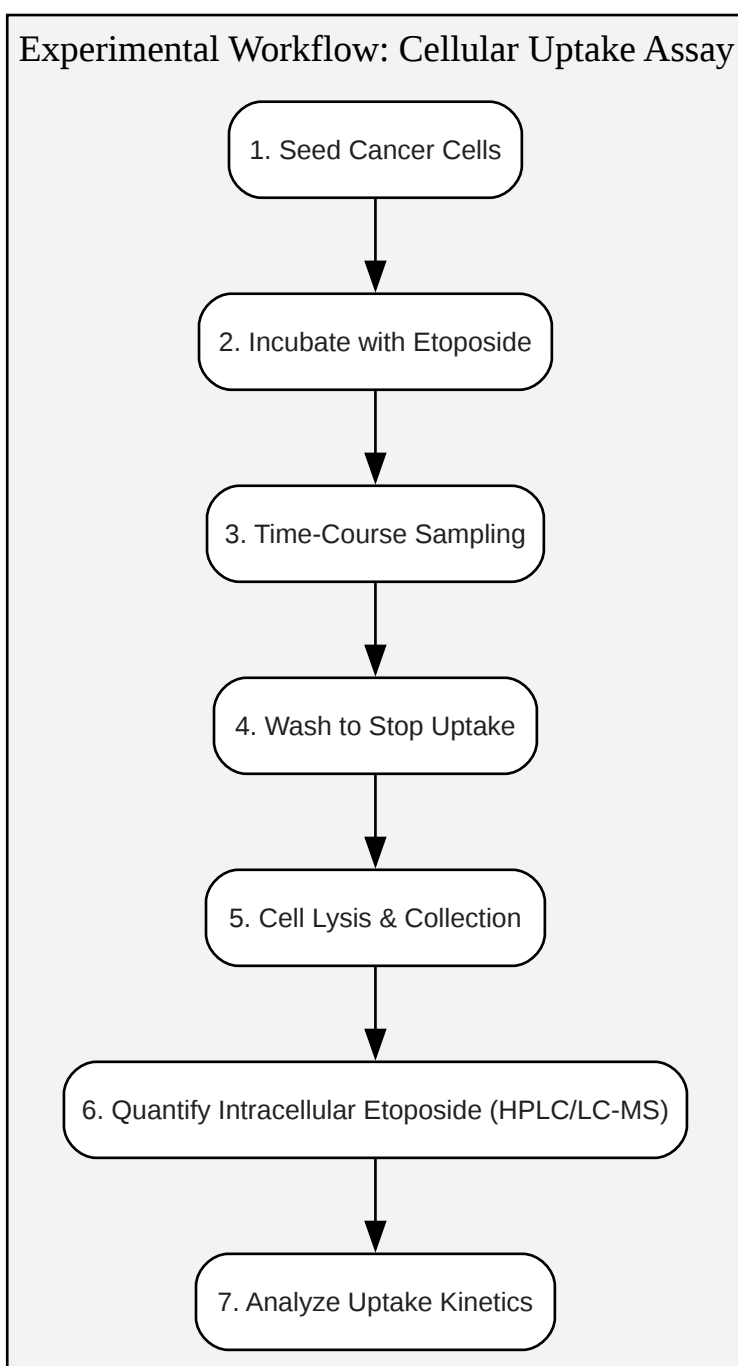 Experimental Workflow: Cellular Uptake Assay
1. Seed Cancer Cells
2. Incubate with Etoposide
3. Time-Course Sampling
4. Wash to Stop Uptake
5. Cell Lysis & Collection
6. Quantify Intracellular Etoposide (HPLC/LC-MS)
7. Analyze Uptake Kinetics